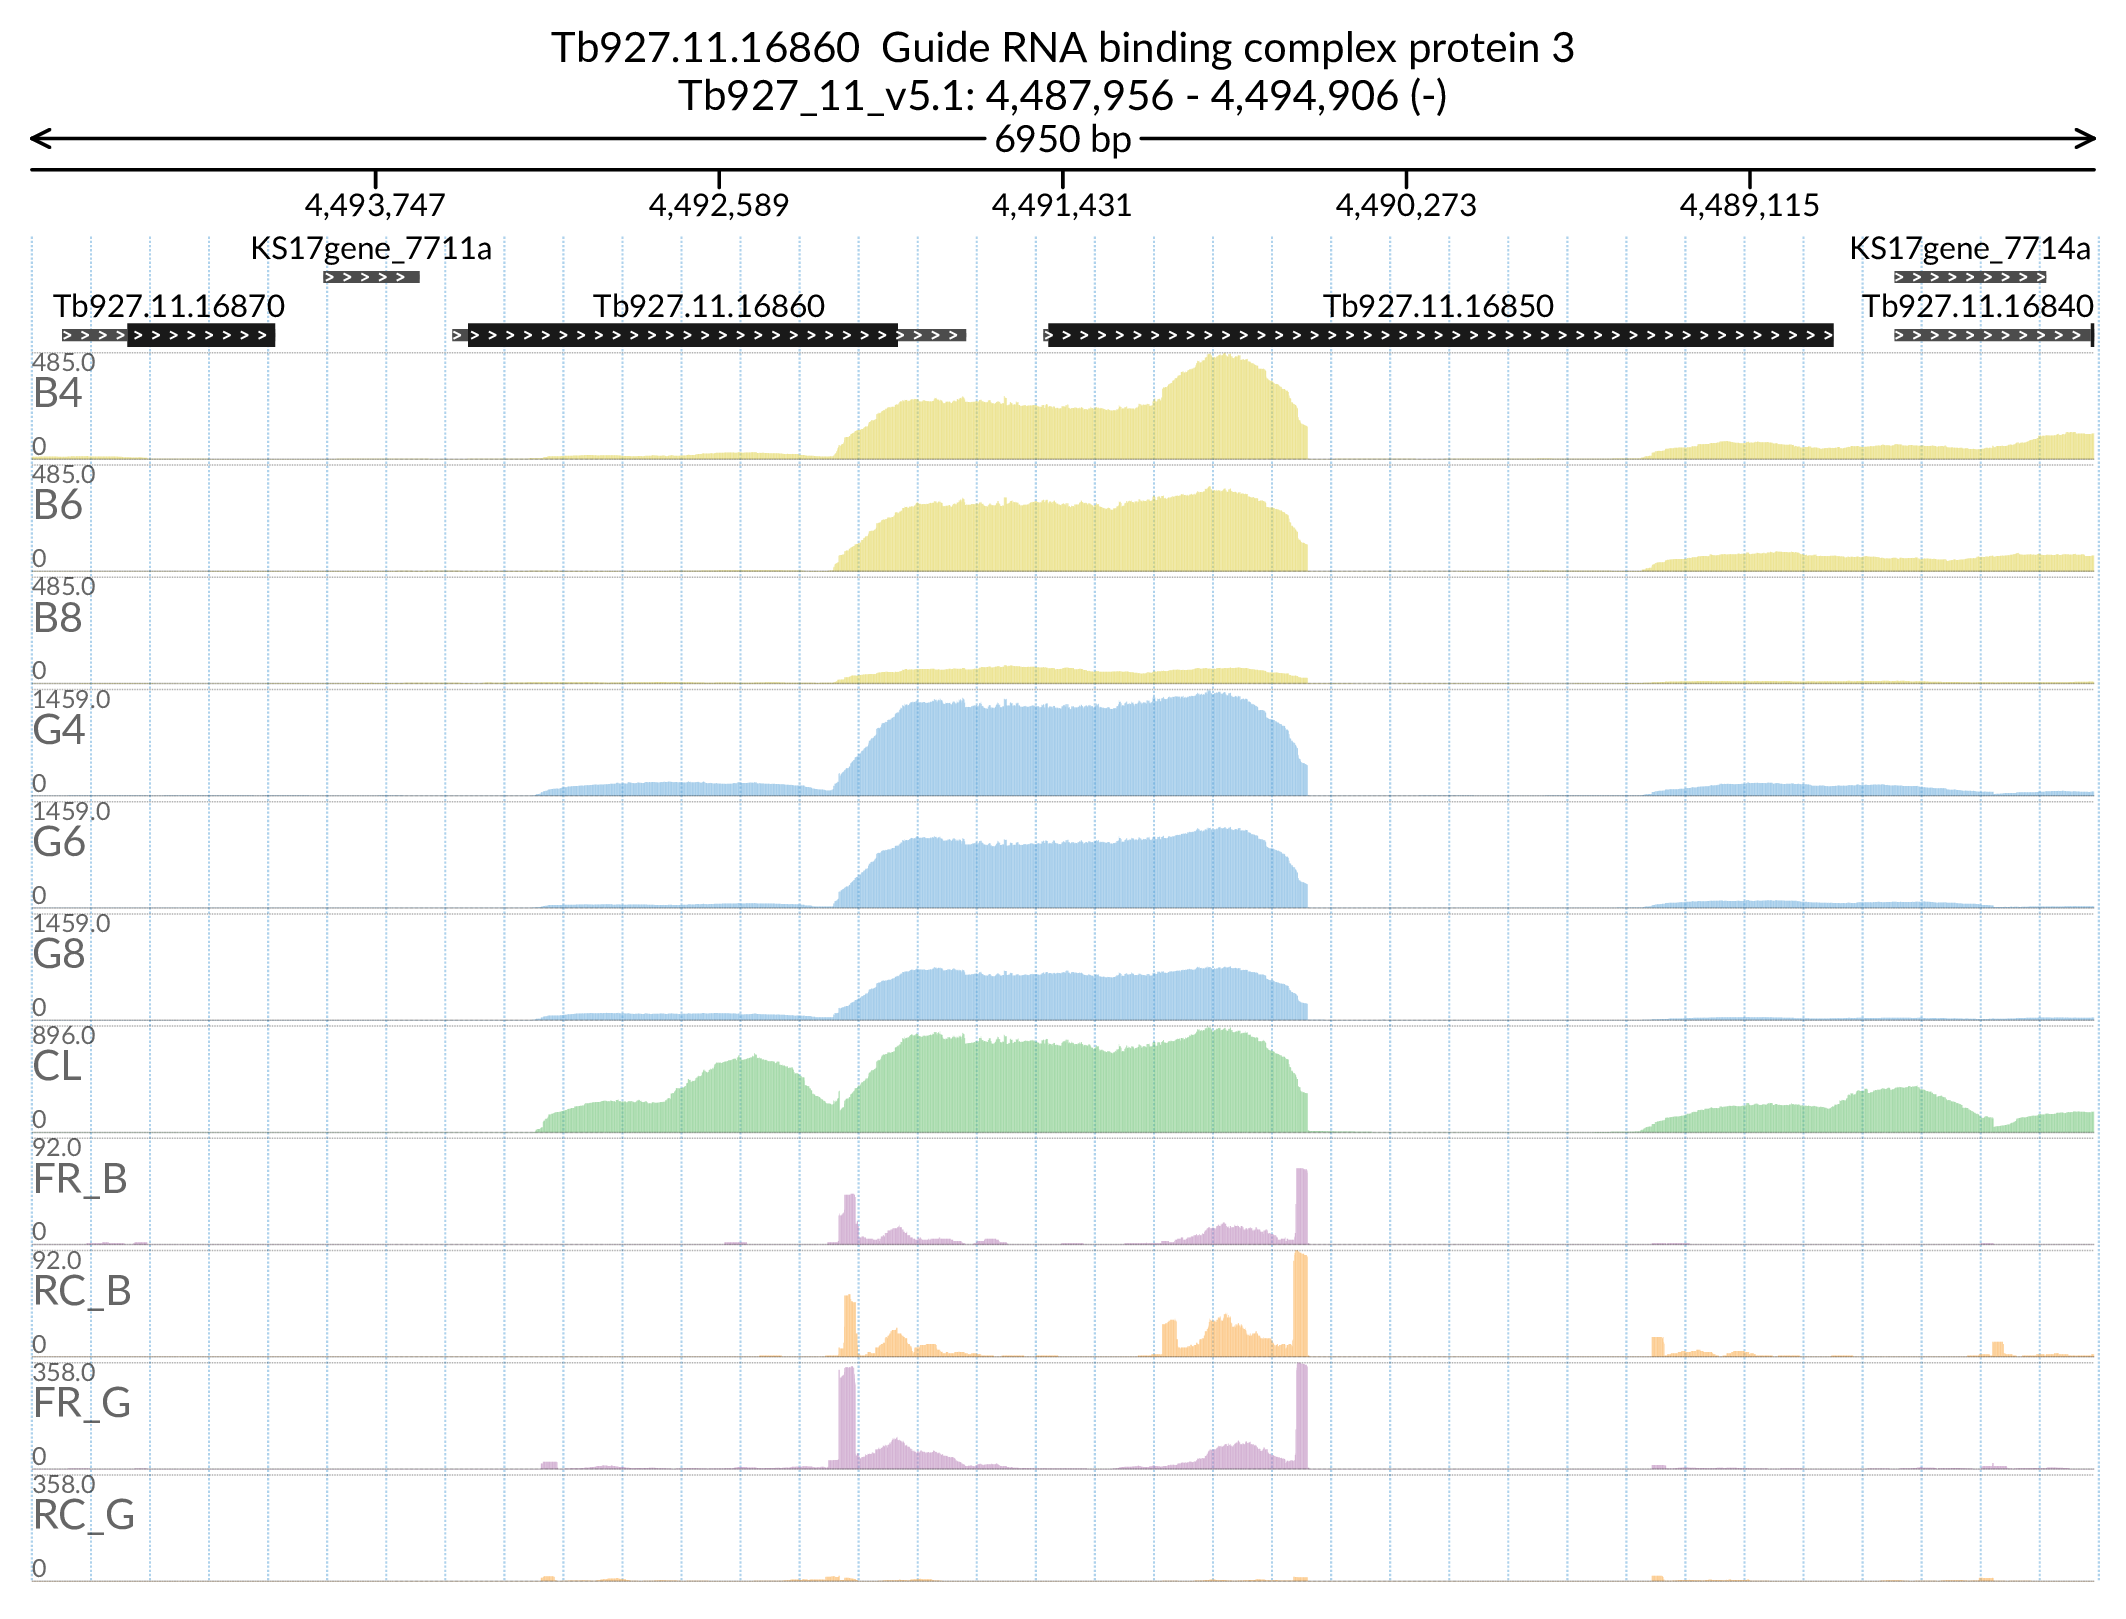 Tb927.11.16860  Guide RNA binding complex protein 3
Tb927_11_v5.1: 4,487,956 - 4,494,906 (-)
6950 bp
4,493,747 4,492,589 4,491,431 4,490,273 4,489,115
KS17gene_7711a KS17gene_7714a
Tb927.11.16870 Tb927.11.16860 Tb927.11.16850 Tb927.11.16840
485.0
B4
0
485.0
B6
0
485.0
B8
0
1459.0
G4
0
1459.0
G6
0
1459.0
G8
0
896.0
CL
0
92.0
FR_B
0
92.0
RC_B
0
358.0
FR_G
0
358.0
RC_G
0